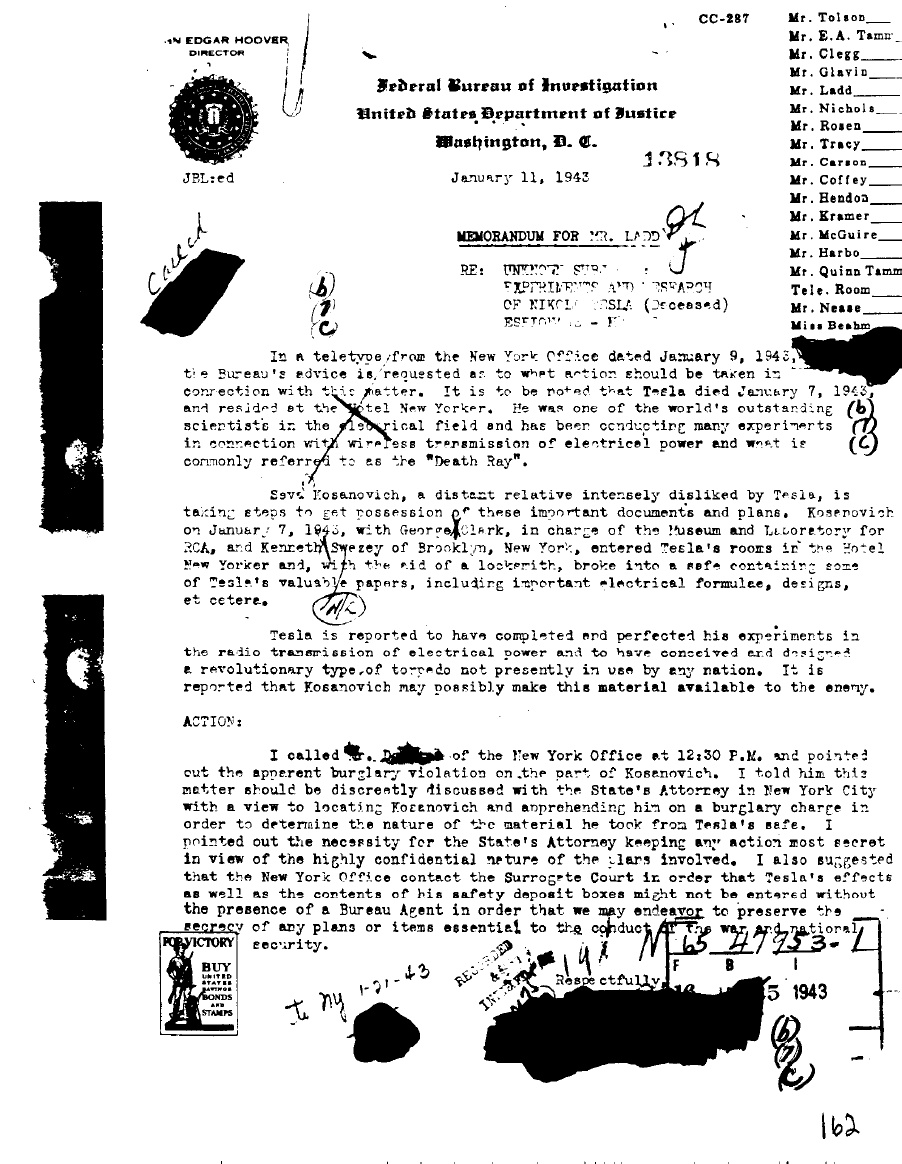 CC-287
Mr. Tolson
Mr. E.A. Tamm
Mr. Clegg
Mr. Glavin
Mr. Ladd
Mr. Nichols
Mr. Rosen
Mr. Tracy
Mr. Carson
Mr. Coffey
Mr. Hendon
Mr. Kramer
Mr. McGuire
Mr. Harbo
Mr. Quinn Tamm
Tele. Room
Mr. Nease
Miss Beahm
EDGAR HOOVER
DIRECTOR
Federal Bureau of Investigation
United States Department of Justice
Washington, D. C.
13818
JBL:ed
January 11, 1943
Called
MEMORANDUM FOR MR. LADD
RE: 
EXPERIMENTS AND RESEARCH
OF NIKOLA TESLA (Deceased)
(b)
(7)
(c)
In a teletype from the New York Office dated January 9, 1943,
the Bureau's advice is requested as to what action should be taken in
connection with this matter. It is to be noted that Tesla died January 7, 1943,
and resided at the Hotel New Yorker. He was one of the world's outstanding
scientists in the electrical field and has been conducting many experiments
in connection with wireless transmission of electrical power and what is
commonly referred to as the "Death Ray".
(b)
(7)
(c)
Sava Kosanovich, a distant relative intensely disliked by Tesla, is
taking steps to get possession of these important documents and plans. Kosanovich
on January 7, 1943, with George Clark, in charge of the Museum and Laboratory for
RCA, and Kenneth Swezey of Brooklyn, New York, entered Tesla's rooms in the Hotel
New Yorker and, with the aid of a locksmith, broke into a safe containing some
of Tesla's valuable papers, including important electrical formulae, designs,
et cetera.
Tesla is reported to have completed and perfected his experiments in
the radio transmission of electrical power and to have conceived and designed
a revolutionary type of torpedo not presently in use by any nation. It is
reported that Kosanovich may possibly make this material available to the enemy.
ACTION:
I called Mr. of the New York Office at 12:30 P.M. and pointed
out the apparent burglary violation on the part of Kosanovich. I told him this
matter should be discreetly discussed with the State's Attorney in New York City
with a view to locating Kosanovich and apprehending him on a burglary charge in
order to determine the nature of the material he took from Tesla's safe. I
pointed out the necessity for the State's Attorney keeping any action most secret
in view of the highly confidential nature of the plans involved. I also suggested
that the New York Office contact the Surrogate Court in order that Tesla's effects
as well as the contents of his safety deposit boxes might not be entered without
the presence of a Bureau Agent in order that we may endeavor to preserve the
secrecy of any plans or items essential to the conduct of the war and national
security.
FOR VICTORY
BUY
UNITED
STATES
SAVINGS
BONDS
AND
STAMPS
to NY 1-21-43
RECORDED
Respectfully,
65-47953-1
F B I
1943
(b)
(7)
(c)
162